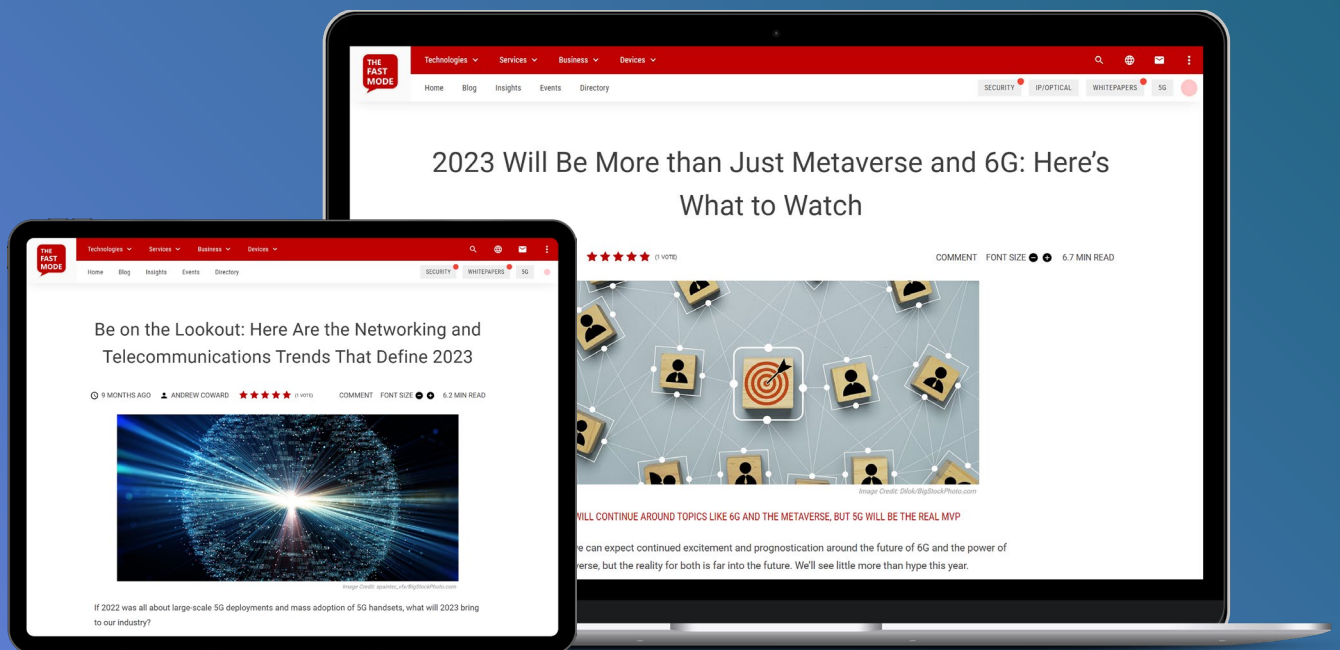 THE
FAST
MODE
Technologies Services Business Devices
Home Blog Insights Events Directory
SECURITY IP/OPTICAL WHITEPAPERS 5G
2023 Will Be More than Just Metaverse and 6G: Here's
What to Watch
(1 VOTE)
COMMENT FONT SIZE 6.7 MIN READ
Image Credit: Dilok/BigStockPhoto.com
WILL CONTINUE AROUND TOPICS LIKE 6G AND THE METAVERSE, BUT 5G WILL BE THE REAL MVP
can expect continued excitement and prognostication around the future of 6G and the power of
but the reality for both is far into the future. We'll see little more than hype this year.
THE
FAST
MODE
Technologies Services Business Devices
Home Blog Insights Events Directory
SECURITY WHITEPAPERS 5G
Be on the Lookout: Here Are the Networking and
Telecommunications Trends That Define 2023
9 MONTHS AGO ANDREW COWARD (1 VOTE) COMMENT FONT SIZE 6.2 MIN READ
Image Credit: spainter_vfx/BigStockPhoto.com
If 2022 was all about large-scale 5G deployments and mass adoption of 5G handsets, what will 2023 bring
to our industry?